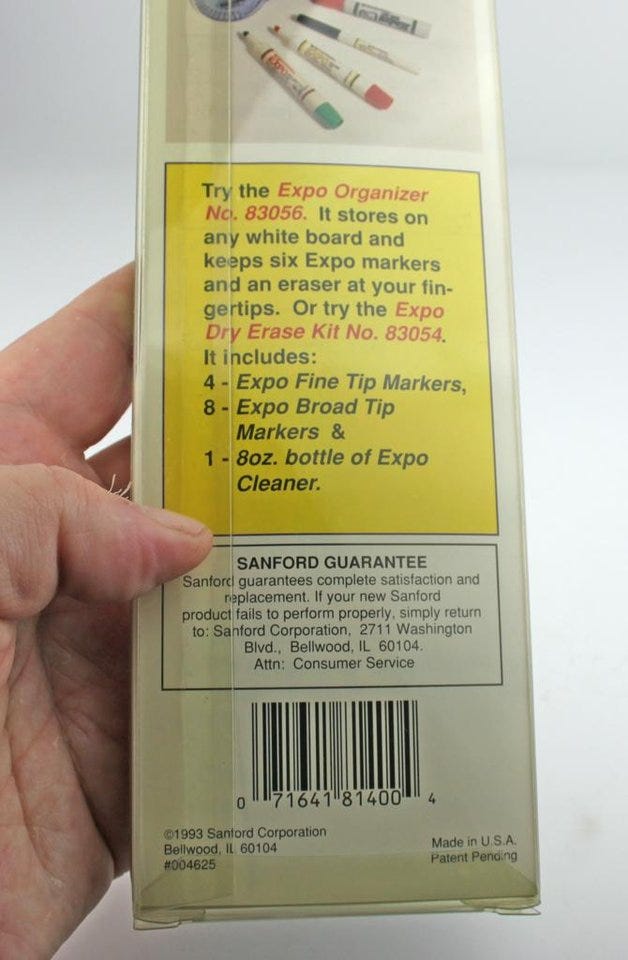 Expo
Expo
Try the Expo Organizer
No. 83056. It stores on
any white board and
keeps six Expo markers
and an eraser at your fin-
gertips. Or try the Expo
Dry Erase Kit No. 83054.
It includes:
4 - Expo Fine Tip Markers,
8 - Expo Broad Tip
Markers &
1 - 8oz. bottle of Expo
Cleaner.
SANFORD GUARANTEE
Sanford guarantees complete satisfaction and
replacement. If your new Sanford
product fails to perform properly, simply return
to: Sanford Corporation, 2711 Washington
Blvd., Bellwood, IL 60104.
Attn: Consumer Service
0 71641 81400 4
©1993 Sanford Corporation
Bellwood, IL 60104
#004625
Made in U.S.A.
Patent Pending